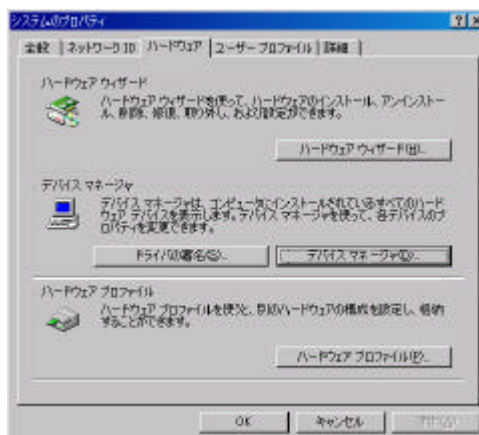 システムのプロパティ
全般 ネットワーク ID ハードウェア ユーザー プロファイル 詳細
ハードウェア ウィザード
ハードウェア ウィザードを使って、ハードウェアのインストール、アンインストー
ル、削除、修復、取り外し、および設定ができます。
ハードウェア ウィザード(H)...
デバイス マネージャ
デバイス マネージャは、コンピュータにインストールされているすべてのハード
ウェア デバイスを表示します。デバイス マネージャを使って、各デバイスのプ
ロパティを変更できます。
ドライバの署名(S)... デバイス マネージャ(D)...
ハードウェア プロファイル
ハードウェア プロファイルを使うと、別のハードウェアの構成を設定し、格納
することができます。
ハードウェア プロファイル(P)...
OK キャンセル 適用(A)